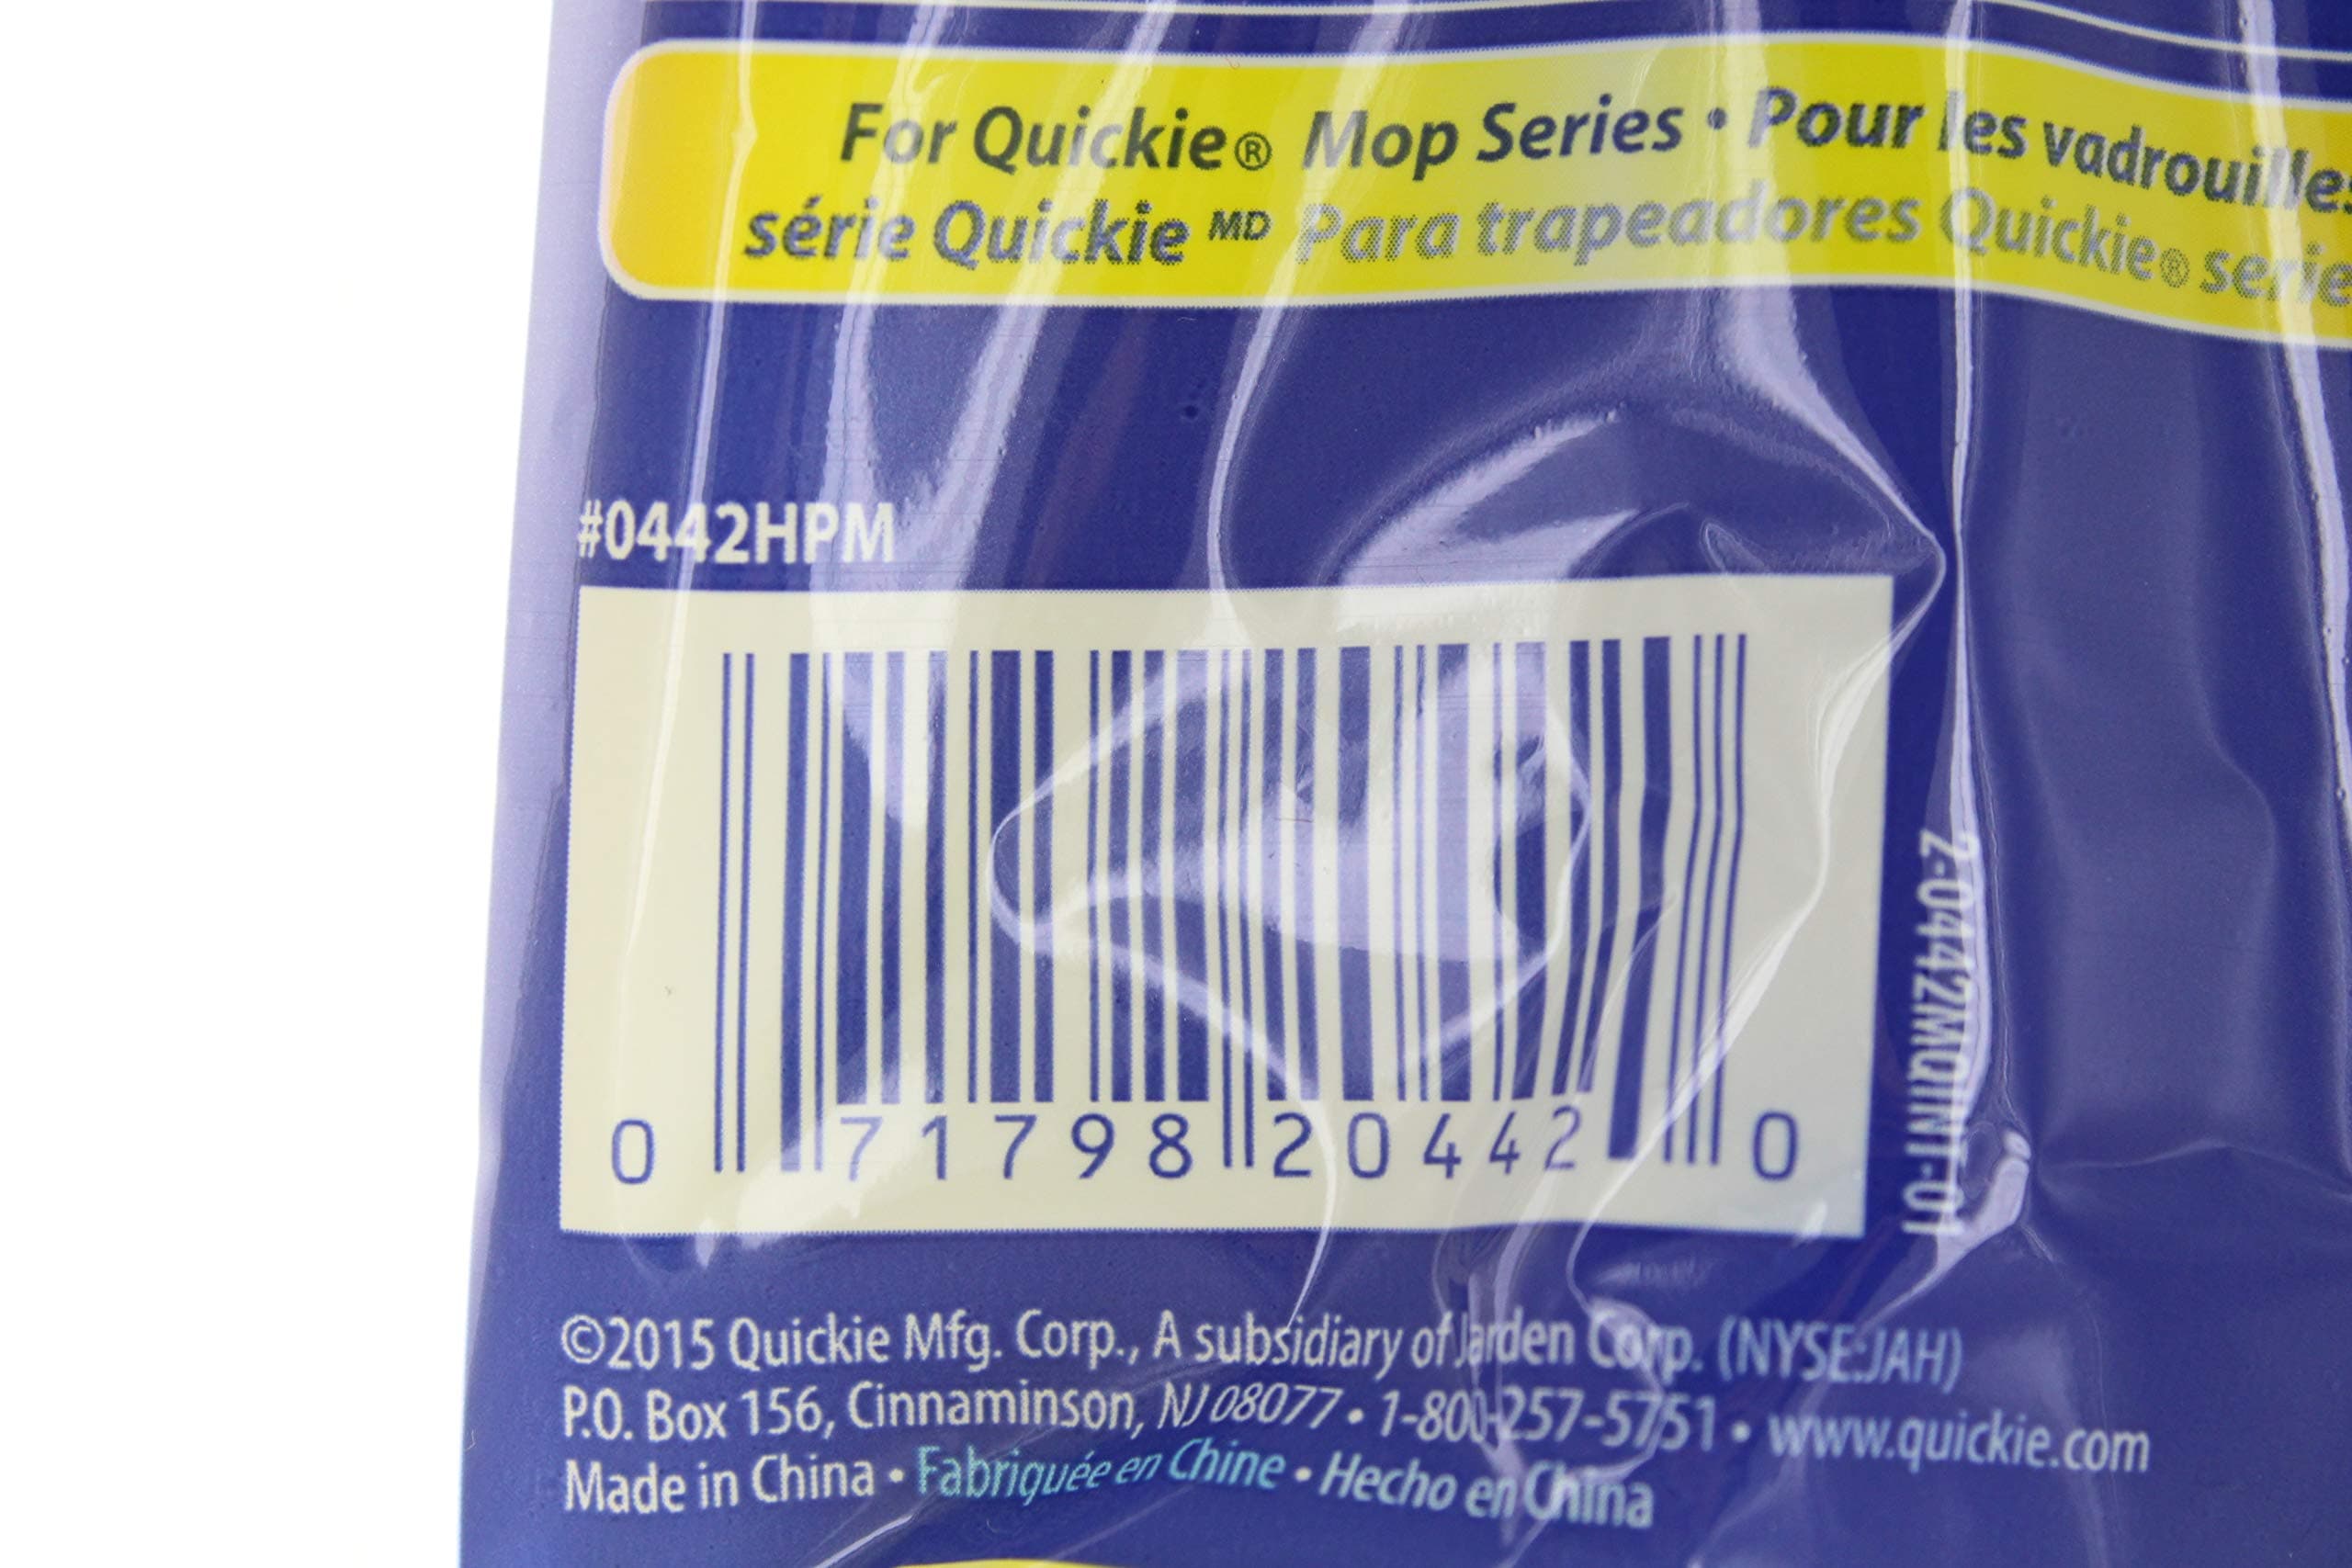 For Quickie® Mop Series • Pour les vadrouilles
série Quickie MD Para trapeadores Quickie® serie
#0442HPM
0 71798 20442 0
2-0442MQINT-01
©2015 Quickie Mfg. Corp., A subsidiary of Jarden Corp. (NYSE:JAH)
P.O. Box 156, Cinnaminson, NJ 08077 • 1-800-257-5751 • www.quickie.com
Made in China • Fabriquée en Chine • Hecho en China